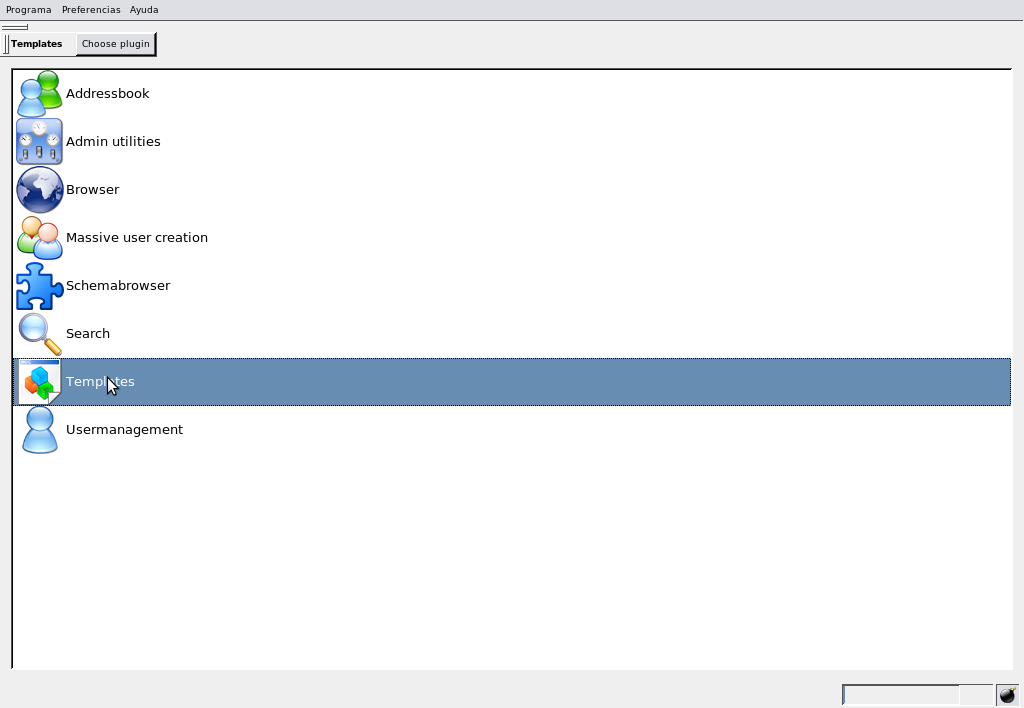 Programa Preferencias Ayuda
Templates Choose plugin
Addressbook
Admin utilities
Browser
Massive user creation
Schemabrowser
Search
Templates
Usermanagement